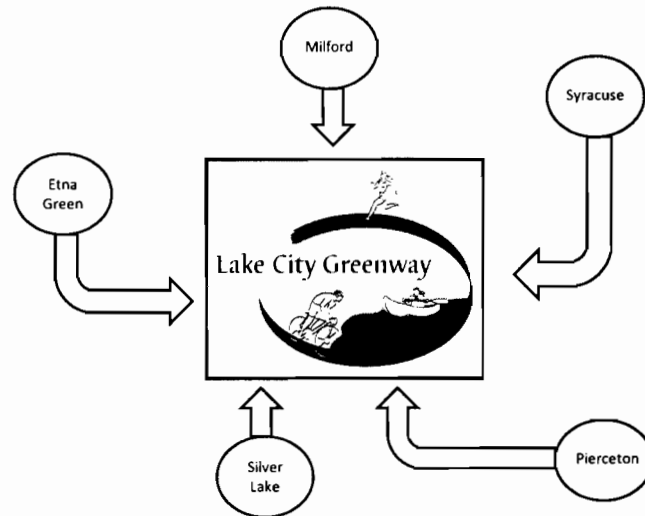 Milford
Syracuse
Etna
Green
Lake City Greenway
Silver
Lake
Pierceton